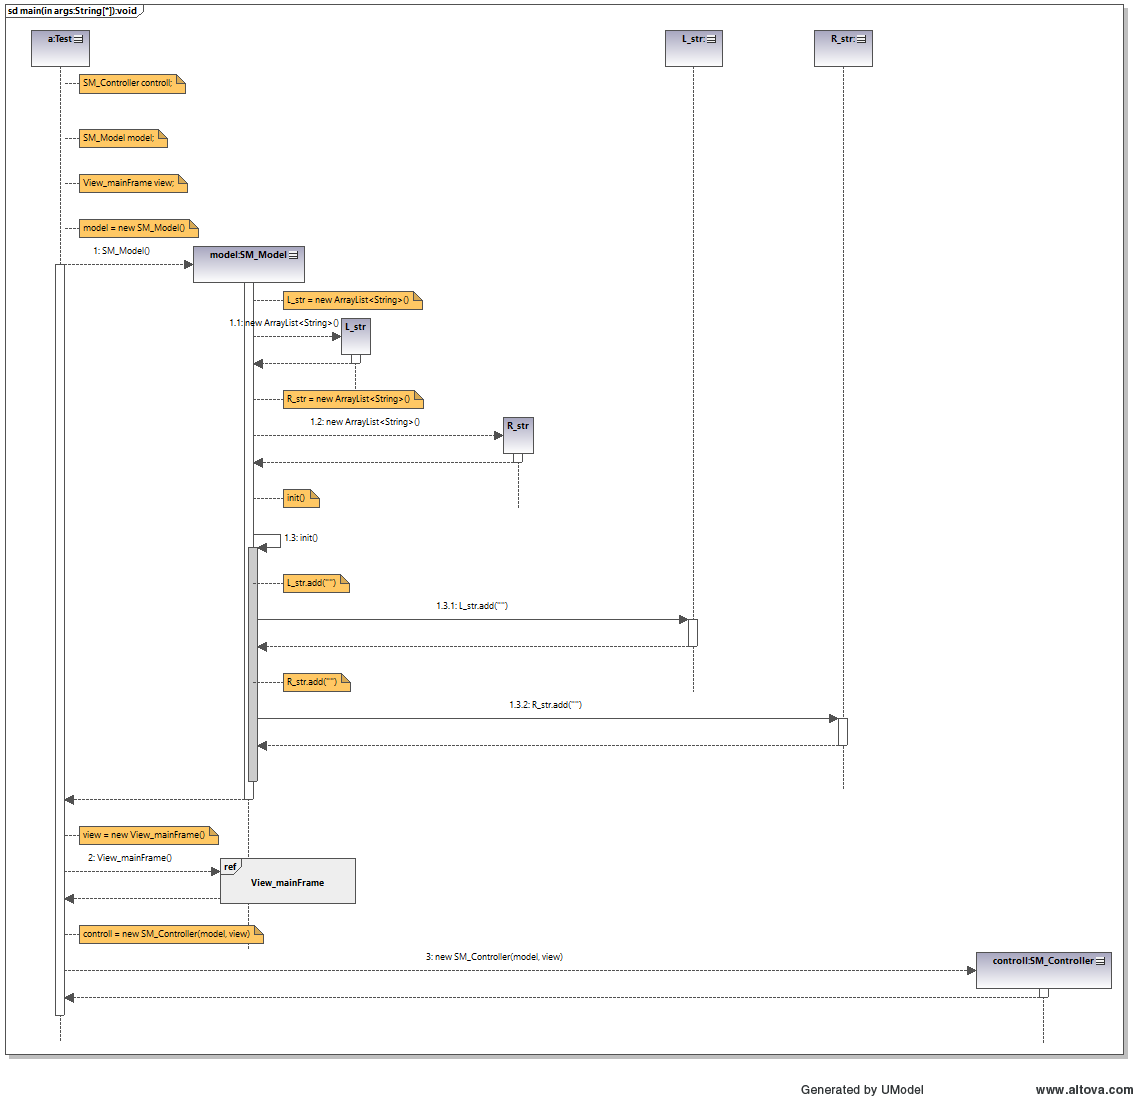 sd main(in args:String[*]):void
a:Test
L_str:
R_str:
SM_Controller controll;
SM_Model model;
View_mainFrame view;
model = new SM_Model()
1: SM_Model()
model:SM_Model
L_str = new ArrayList<String>()
1.1: new ArrayList<String>()
L_str
R_str = new ArrayList<String>()
1.2: new ArrayList<String>()
R_str
init()
1.3: init()
L_str.add("")
1.3.1: L_str.add("")
R_str.add("")
1.3.2: R_str.add("")
view = new View_mainFrame()
2: View_mainFrame()
ref
View_mainFrame
controll = new SM_Controller(model, view)
3: new SM_Controller(model, view)
controll:SM_Controller
Generated by UModel
www.altova.com